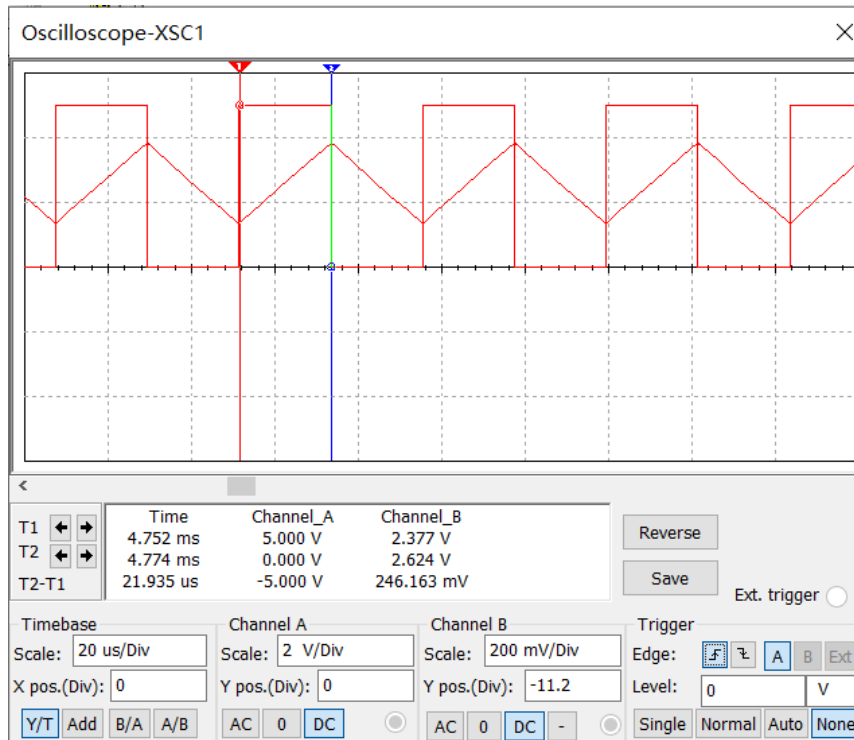 Oscilloscope-XSC1
1 2
Time Channel_A Channel_B
T1 4.752 ms 5.000 V 2.377 V
T2 4.774 ms 0.000 V 2.624 V
T2-T1 21.935 us -5.000 V 246.163 mV
Reverse
Save
Ext. trigger
Timebase Channel A Channel B Trigger
Scale: 20 us/Div Scale: 2 V/Div Scale: 200 mV/Div Edge: A B Ext
X pos.(Div): 0 Y pos.(Div): 0 Y pos.(Div): -11.2 Level: 0 V
Y/T Add B/A A/B AC 0 DC AC 0 DC - Single Normal Auto None